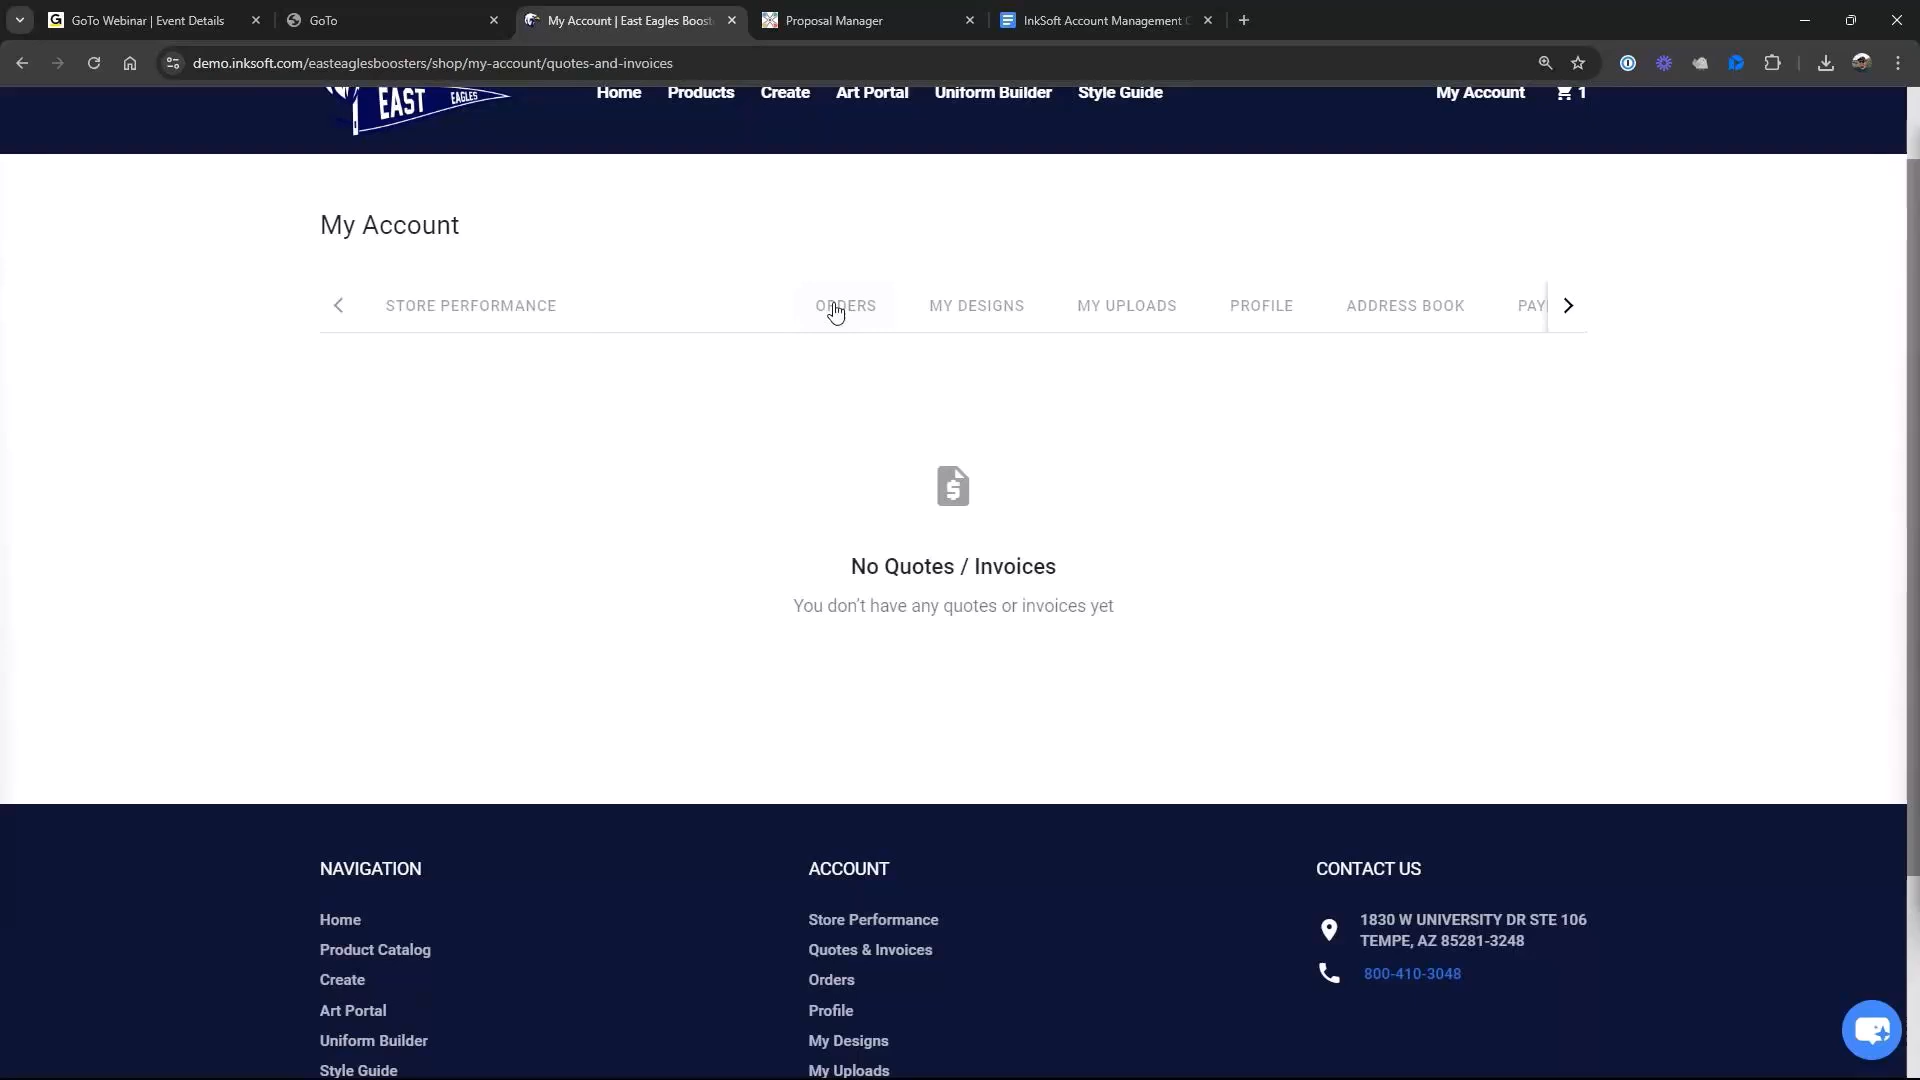 GoTo Webinar | Event Details
GoTo
My Account | East Eagles Boost
Proposal Manager
InkSoft Account Management
demo.inksoft.com/easteaglesboosters/shop/my-account/quotes-and-invoices
EAST EAGLES
Home
Products
Create
Art Portal
Uniform Builder
Style Guide
My Account
1
My Account
STORE PERFORMANCE
ORDERS
MY DESIGNS
MY UPLOADS
PROFILE
ADDRESS BOOK
No Quotes / Invoices
You don't have any quotes or invoices yet
NAVIGATION
Home
Product Catalog
Create
Art Portal
Uniform Builder
Style Guide
ACCOUNT
Store Performance
Quotes & Invoices
Orders
Profile
My Designs
My Uploads
CONTACT US
1830 W UNIVERSITY DR STE 106
TEMPE, AZ 85281-3248
800-410-3048